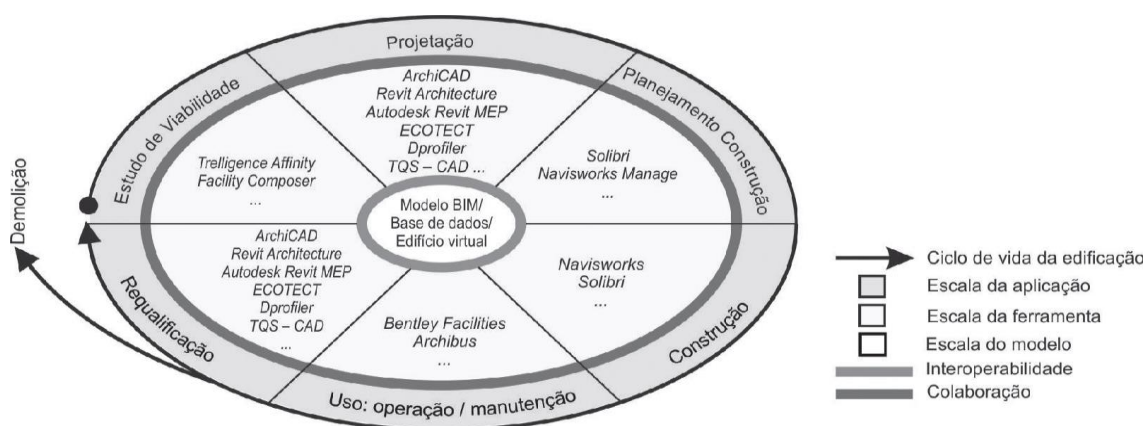 Projetação
ArchiCAD
Revit Architecture
Autodesk Revit MEP
ECOTECT
Dprofiler
TQS – CAD ...
Planejamento Construção
Solibri
Navisworks Manage
...
Estudo de Viabilidade
Trelligence Affinity
Facility Composer
...
Modelo BIM/
Base de dados/
Edifício virtual
Demolição
ArchiCAD
Revit Architecture
Autodesk Revit MEP
ECOTECT
Dprofiler
TQS – CAD
...
Requalificação
Bentley Facilities
Archibus
...
Uso: operação / manutenção
Navisworks
Solibri
...
Construção
Ciclo de vida da edificação
Escala da aplicação
Escala da ferramenta
Escala do modelo
Interoperabilidade
Colaboração